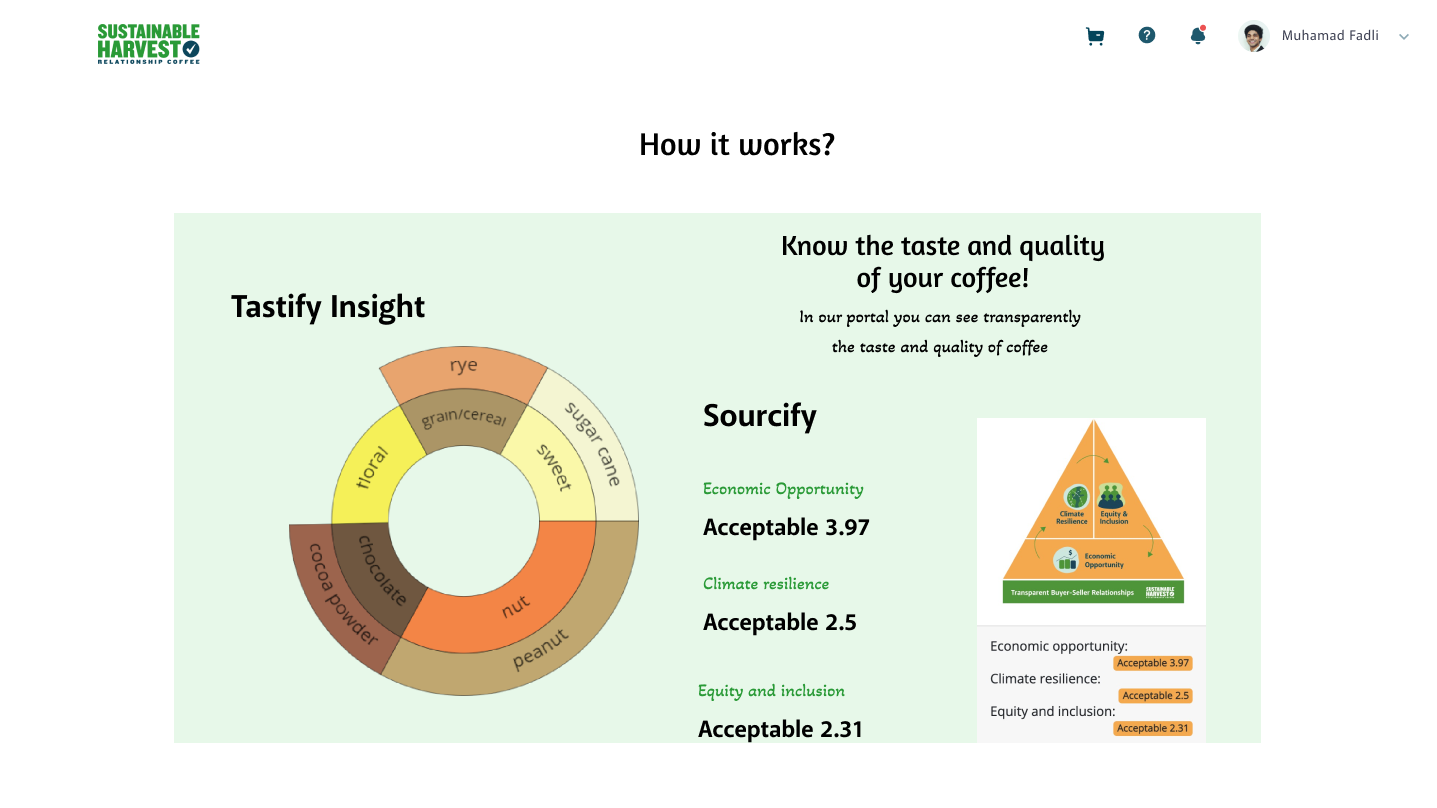 SUSTAINABLE
HARVEST
RELATIONSHIP COFFEE
Muhamad Fadli
How it works?
Know the taste and quality
of your coffee!
In our portal you can see transparently
the taste and quality of coffee
Tastify Insight
rye
grain/cereal
sugar cane
sweet
floral
chocolate
cocoa powder
nut
peanut
Sourcify
Economic Opportunity
Acceptable 3.97
Climate resilience
Acceptable 2.5
Equity and inclusion
Acceptable 2.31
Climate
Resilience
Equity &
Inclusion
$
Economic
Opportunity
Transparent Buyer-Seller Relationships
SUSTAINABLE
HARVEST
Economic opportunity:
Acceptable 3.97
Climate resilience:
Acceptable 2.5
Equity and inclusion:
Acceptable 2.31